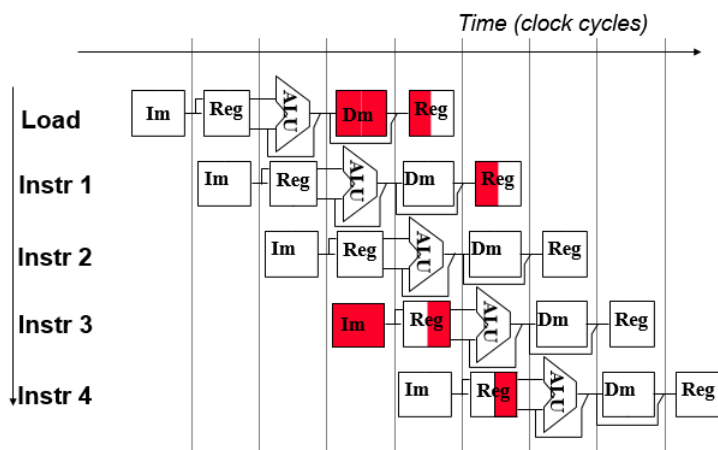 Time (clock cycles)
Load Im Reg ALU Dm Reg
Instr 1 Im Reg ALU Dm Reg
Instr 2 Im Reg ALU Dm Reg
Instr 3 Im Reg ALU Dm Reg
Instr 4 Im Reg ALU Dm Reg